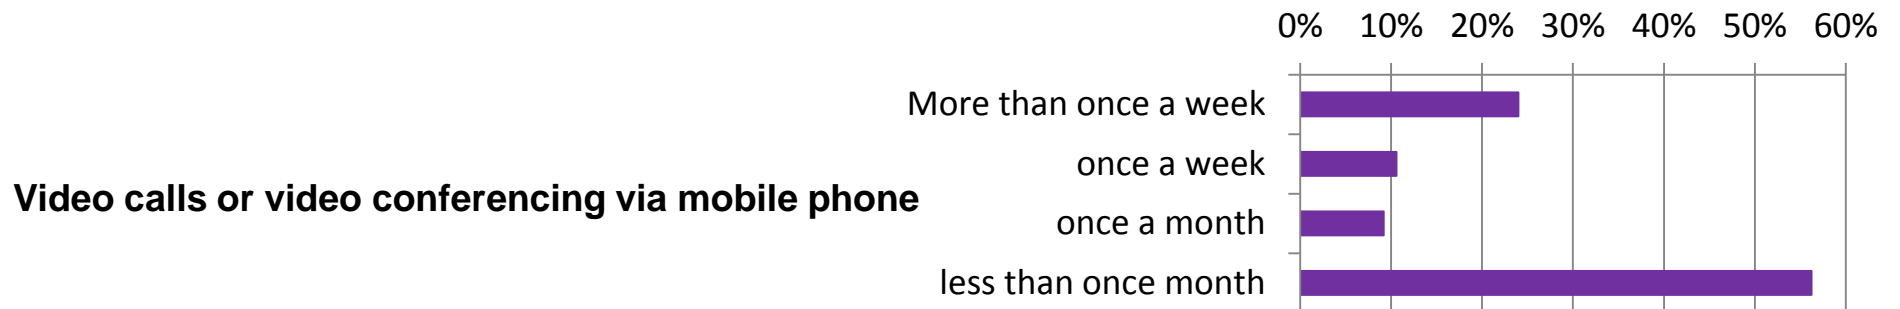 0% 10% 20% 30% 40% 50% 60%
More than once a week
once a week
Video calls or video conferencing via mobile phone
once a month
less than once month